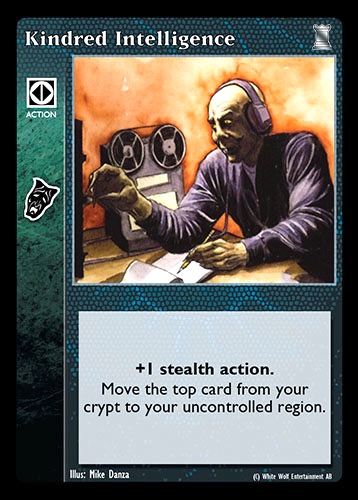 Kindred Intelligence
ACTION
+1 stealth action.
Move the top card from your
crypt to your uncontrolled region.
Illus: Mike Danza
(C) White Wolf Entertainment AB